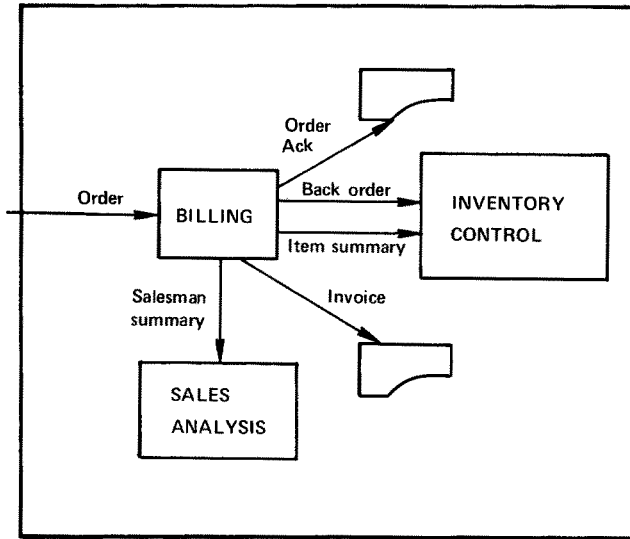 Order
Ack
Order
Back order
BILLING
INVENTORY
CONTROL
Item summary
Salesman
summary
Invoice
SALES
ANALYSIS